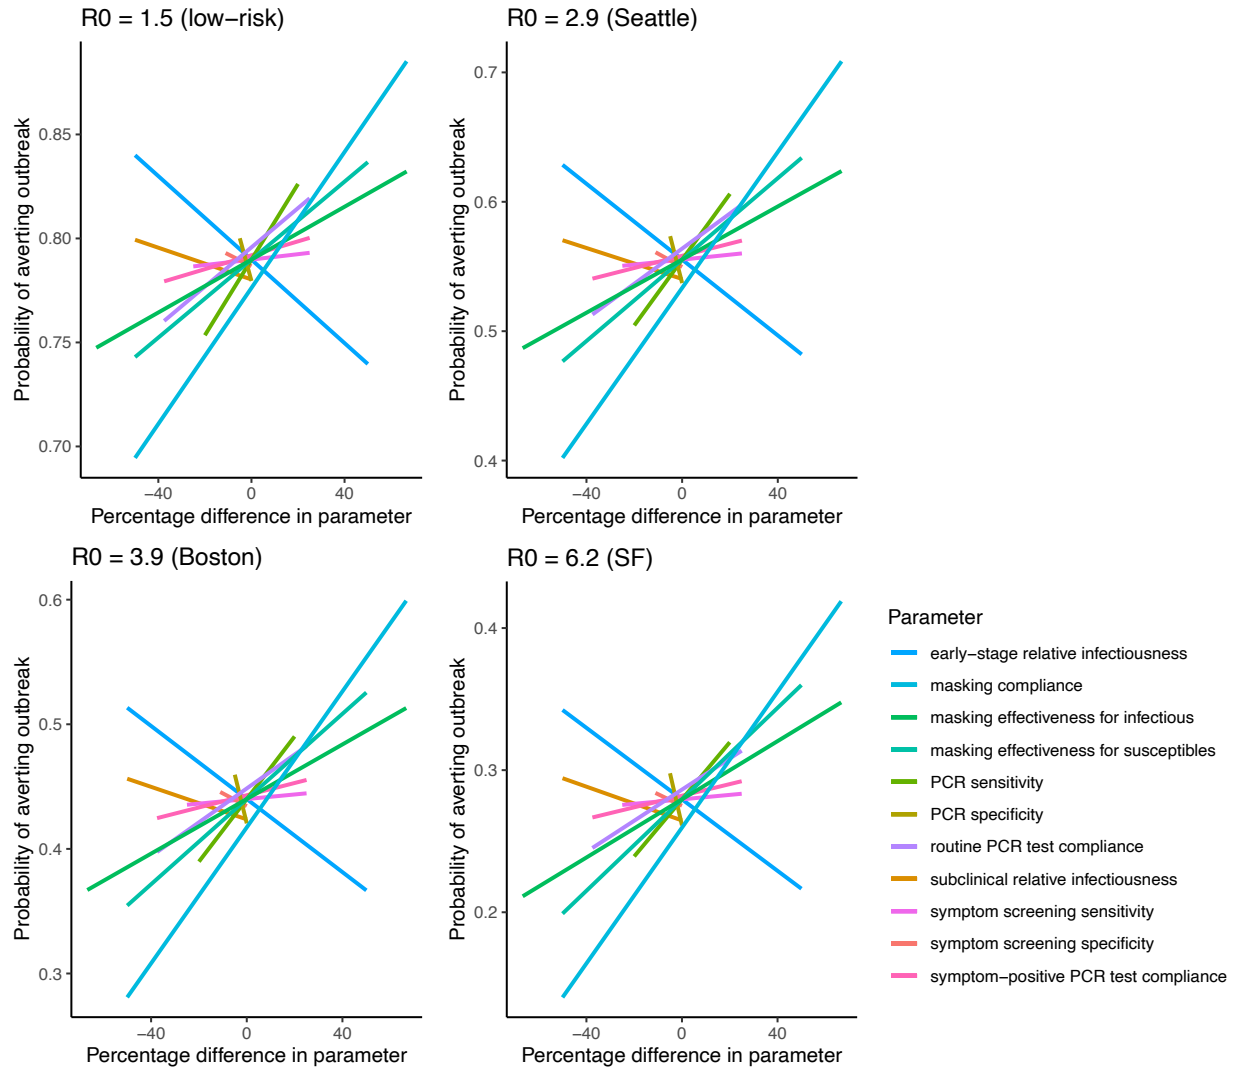 R0 = 1.5 (low−risk)
Probability of averting outbreak
0.85
0.80
0.75
0.70
−40
0
40
Percentage difference in parameter
R0 = 2.9 (Seattle)
Probability of averting outbreak
0.7
0.6
0.5
0.4
−40
0
40
Percentage difference in parameter
R0 = 3.9 (Boston)
Probability of averting outbreak
0.6
0.5
0.4
0.3
−40
0
40
Percentage difference in parameter
R0 = 6.2 (SF)
Probability of averting outbreak
0.4
0.3
0.2
−40
0
40
Percentage difference in parameter
Parameter
early−stage relative infectiousness
masking compliance
masking effectiveness for infectious
masking effectiveness for susceptibles
PCR sensitivity
PCR specificity
routine PCR test compliance
subclinical relative infectiousness
symptom screening sensitivity
symptom screening specificity
symptom−positive PCR test compliance